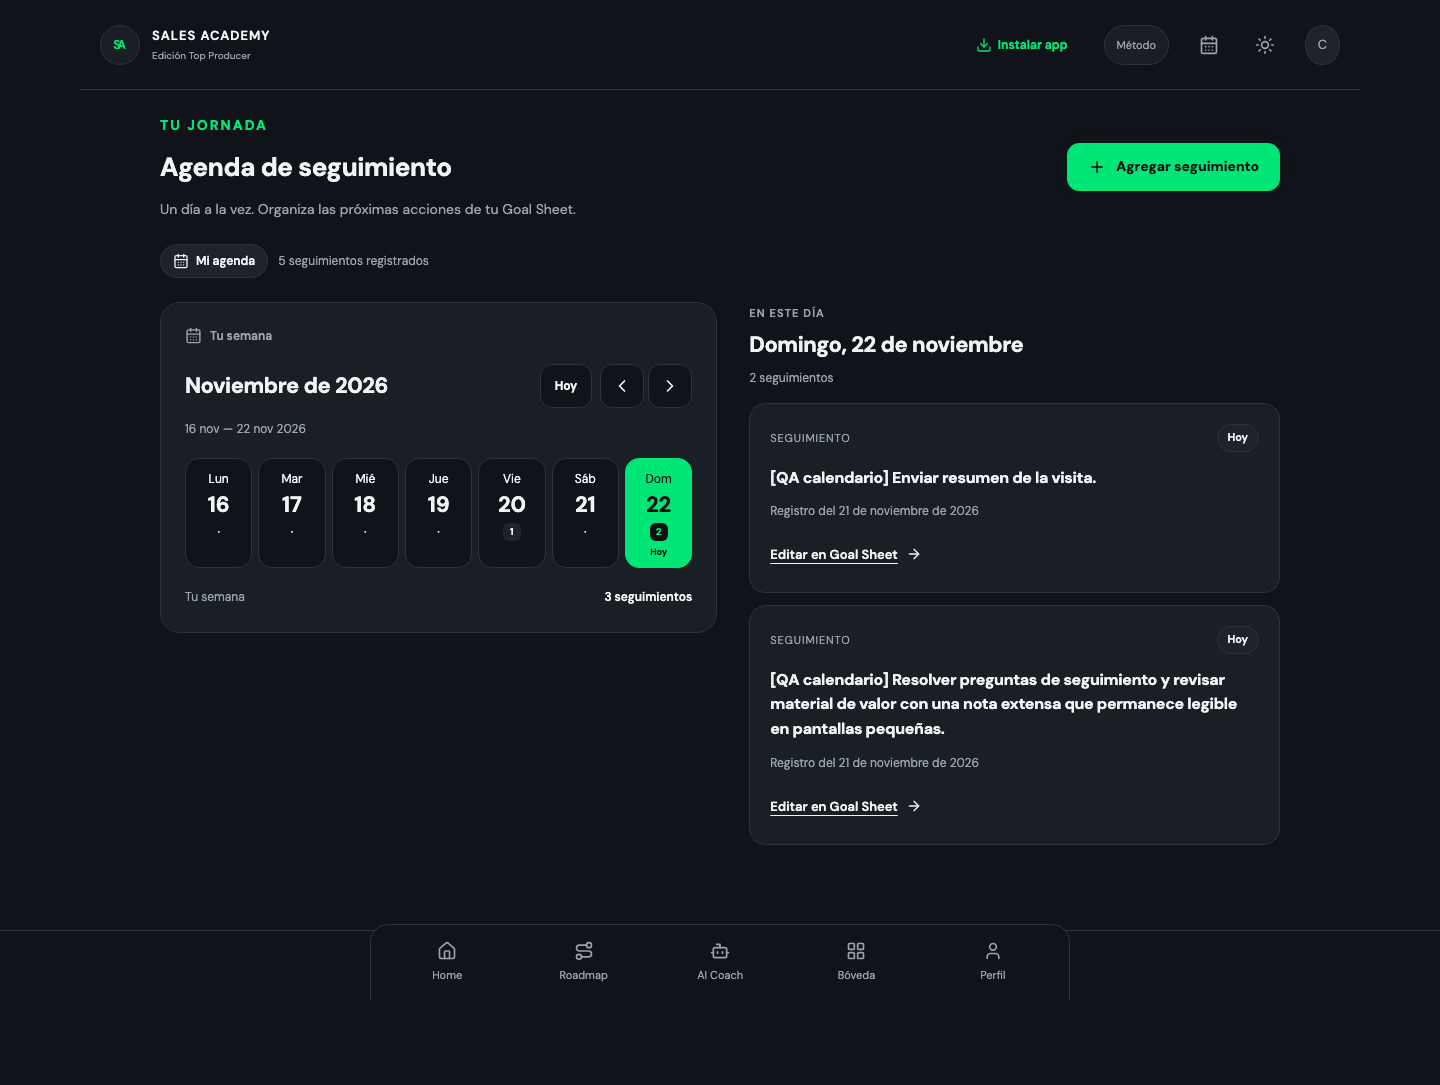 SA
SALES ACADEMY
Edición Top Producer
Instalar app
Método
C
TU JORNADA
Agenda de seguimiento
Un día a la vez. Organiza las próximas acciones de tu Goal Sheet.
Agregar seguimiento
Mi agenda
5 seguimientos registrados
Tu semana
Noviembre de 2026
Hoy
16 nov — 22 nov 2026
Lun
16
·
Mar
17
·
Mié
18
·
Jue
19
·
Vie
20
1
Sáb
21
·
Dom
22
2
Hoy
Tu semana
3 seguimientos
EN ESTE DÍA
Domingo, 22 de noviembre
2 seguimientos
SEGUIMIENTO
Hoy
[QA calendario] Enviar resumen de la visita.
Registro del 21 de noviembre de 2026
Editar en Goal Sheet
SEGUIMIENTO
Hoy
[QA calendario] Resolver preguntas de seguimiento y revisar
material de valor con una nota extensa que permanece legible
en pantallas pequeñas.
Registro del 21 de noviembre de 2026
Editar en Goal Sheet
Home
Roadmap
AI Coach
Bóveda
Perfil